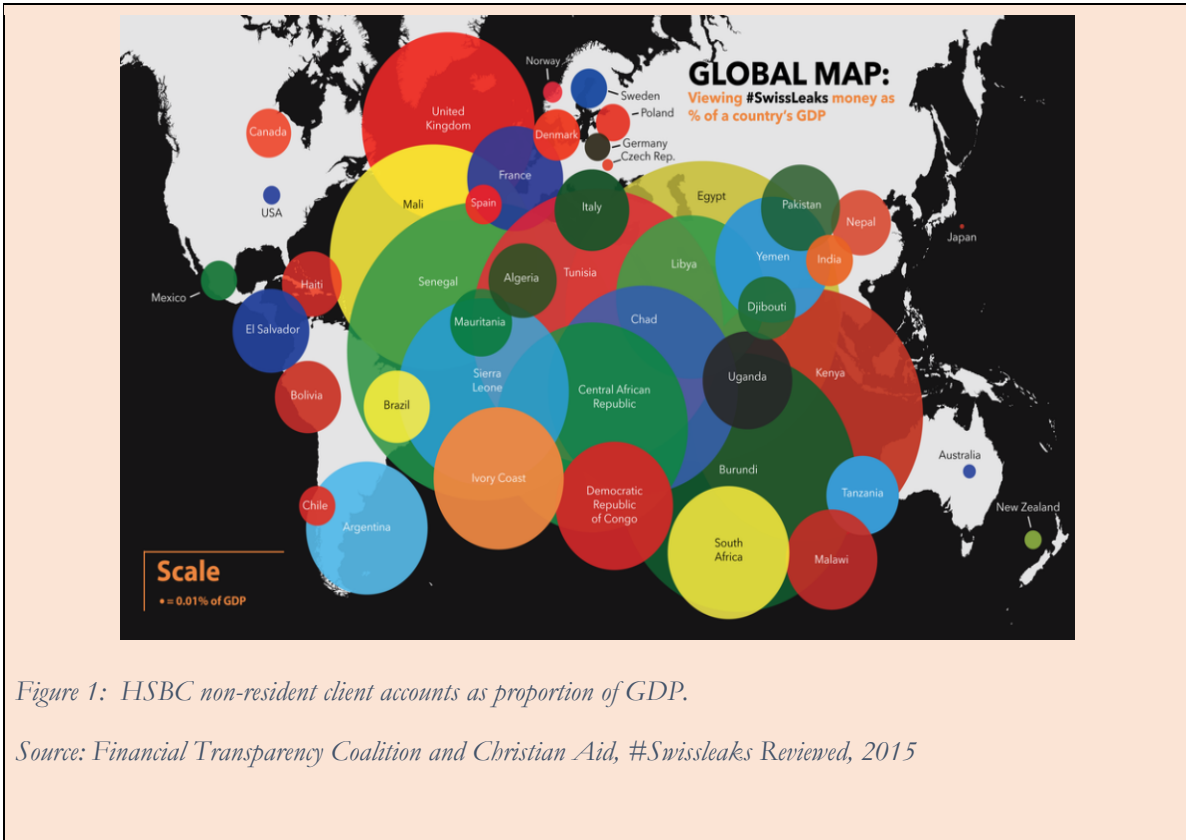 GLOBAL MAP:
Viewing #SwissLeaks money as
% of a country's GDP
Norway
Sweden
Poland
Germany
Czech Rep.
Denmark
United
Kingdom
Canada
USA
France
Spain
Mali
Italy
Egypt
Pakistan
Nepal
Japan
Mexico
Haiti
Senegal
Algeria
Tunisia
Libya
Yemen
India
El Salvador
Mauritania
Chad
Djibouti
Bolivia
Brazil
Sierra
Leone
Central African
Republic
Uganda
Kenya
Australia
Ivory Coast
Burundi
Democratic
Republic
of Congo
Tanzania
New Zealand
Chile
Argentina
South
Africa
Malawi
Scale
• = 0.01% of GDP
Figure 1: HSBC non-resident client accounts as proportion of GDP.
Source: Financial Transparency Coalition and Christian Aid, #Swissleaks Reviewed, 2015